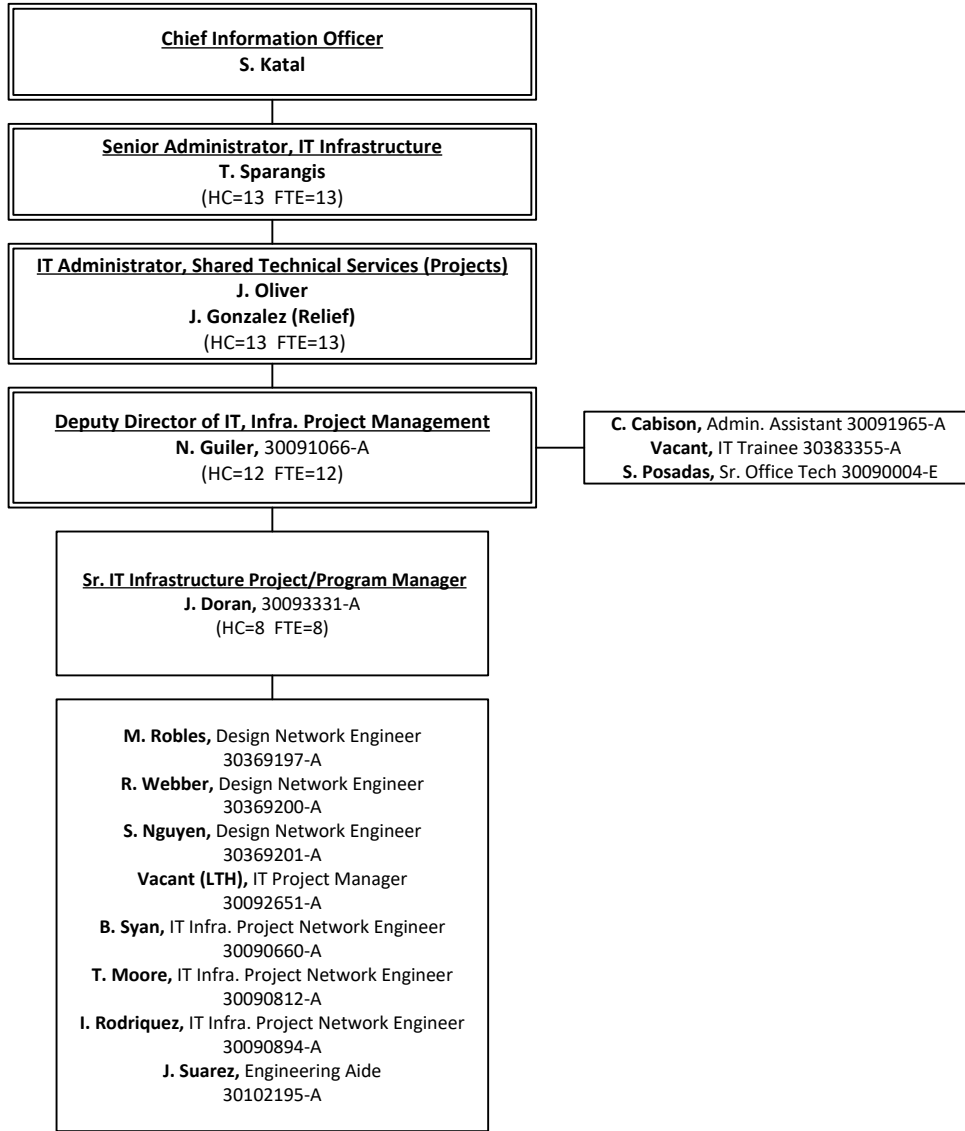 Chief Information Officer
S. Katal
Senior Administrator, IT Infrastructure
T. Sparangis
(HC=13 FTE=13)
IT Administrator, Shared Technical Services (Projects)
J. Oliver
J. Gonzalez (Relief)
(HC=13 FTE=13)
Deputy Director of IT, Infra. Project Management
N. Guiler, 30091066-A
(HC=12 FTE=12)
C. Cabison, Admin. Assistant 30091965-A
Vacant, IT Trainee 30383355-A
S. Posadas, Sr. Office Tech 30090004-E
Sr. IT Infrastructure Project/Program Manager
J. Doran, 30093331-A
(HC=8 FTE=8)
M. Robles, Design Network Engineer
30369197-A
R. Webber, Design Network Engineer
30369200-A
S. Nguyen, Design Network Engineer
30369201-A
Vacant (LTH), IT Project Manager
30092651-A
B. Syan, IT Infra. Project Network Engineer
30090660-A
T. Moore, IT Infra. Project Network Engineer
30090812-A
I. Rodriquez, IT Infra. Project Network Engineer
30090894-A
J. Suarez, Engineering Aide
30102195-A